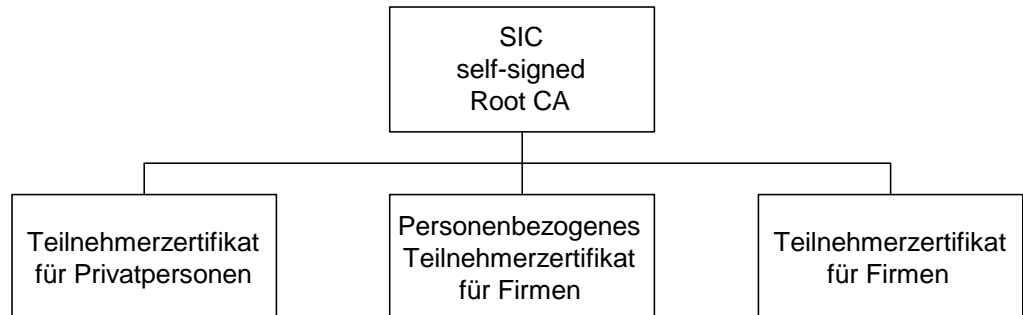 SIC
self-signed
Root CA
Teilnehmerzertifikat
für Privatpersonen
Personenbezogenes
Teilnehmerzertifikat
für Firmen
Teilnehmerzertifikat
für Firmen